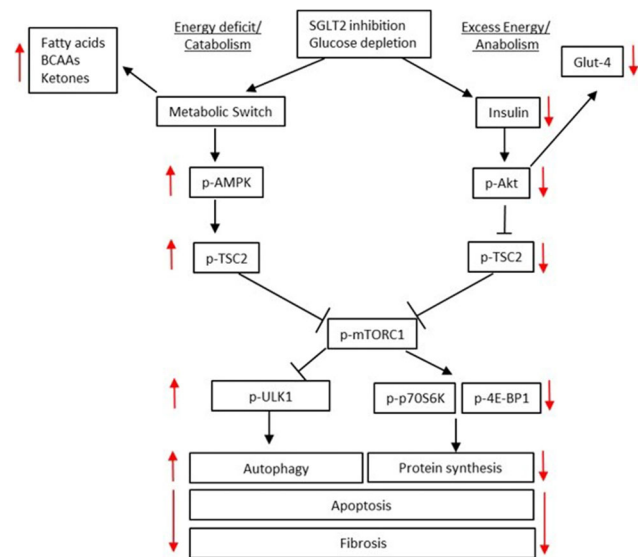 Energy deficit/
Catabolism
SGLT2 inhibition
Glucose depletion
Excess Energy/
Anabolism
Fatty acids
BCAAs
Ketones
Glut-4
Metabolic Switch
Insulin
p-AMPK
p-Akt
p-TSC2
p-TSC2
p-mTORC1
p-ULK1
p-p70S6K
p-4E-BP1
Autophagy
Protein synthesis
Apoptosis
Fibrosis